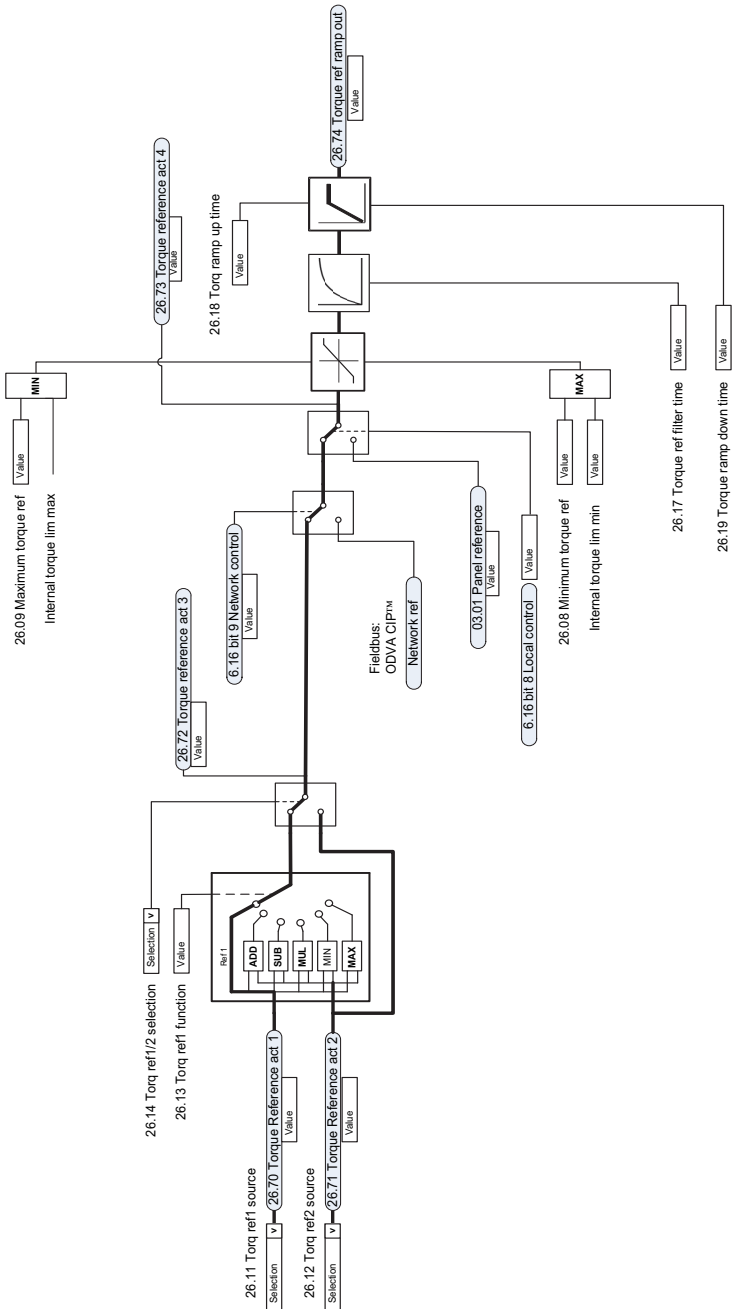 26.11 Torq ref1 source
Selection v
26.70 Torque Reference act 1
Value
26.12 Torq ref2 source
Selection v
26.71 Torque Reference act 2
Value
26.14 Torq ref1/2 selection
Selection v
26.13 Torq ref1 function
Value
Ref1
ADD
SUB
MUL
MIN
MAX
26.72 Torque reference act 3
Value
6.16 bit 9 Network control
Value
Fieldbus:
ODVA CIP™
Network ref
03.01 Panel reference
Value
6.16 bit 8 Local control
Value
26.73 Torque reference act 4
Value
26.09 Maximum torque ref
Value
Internal torque lim max
MIN
26.08 Minimum torque ref
Value
Internal torque lim min
Value
MAX
26.18 Torq ramp up time
Value
26.17 Torque ref filter time
Value
26.19 Torque ramp down time
Value
26.74 Torque ref ramp out
Value